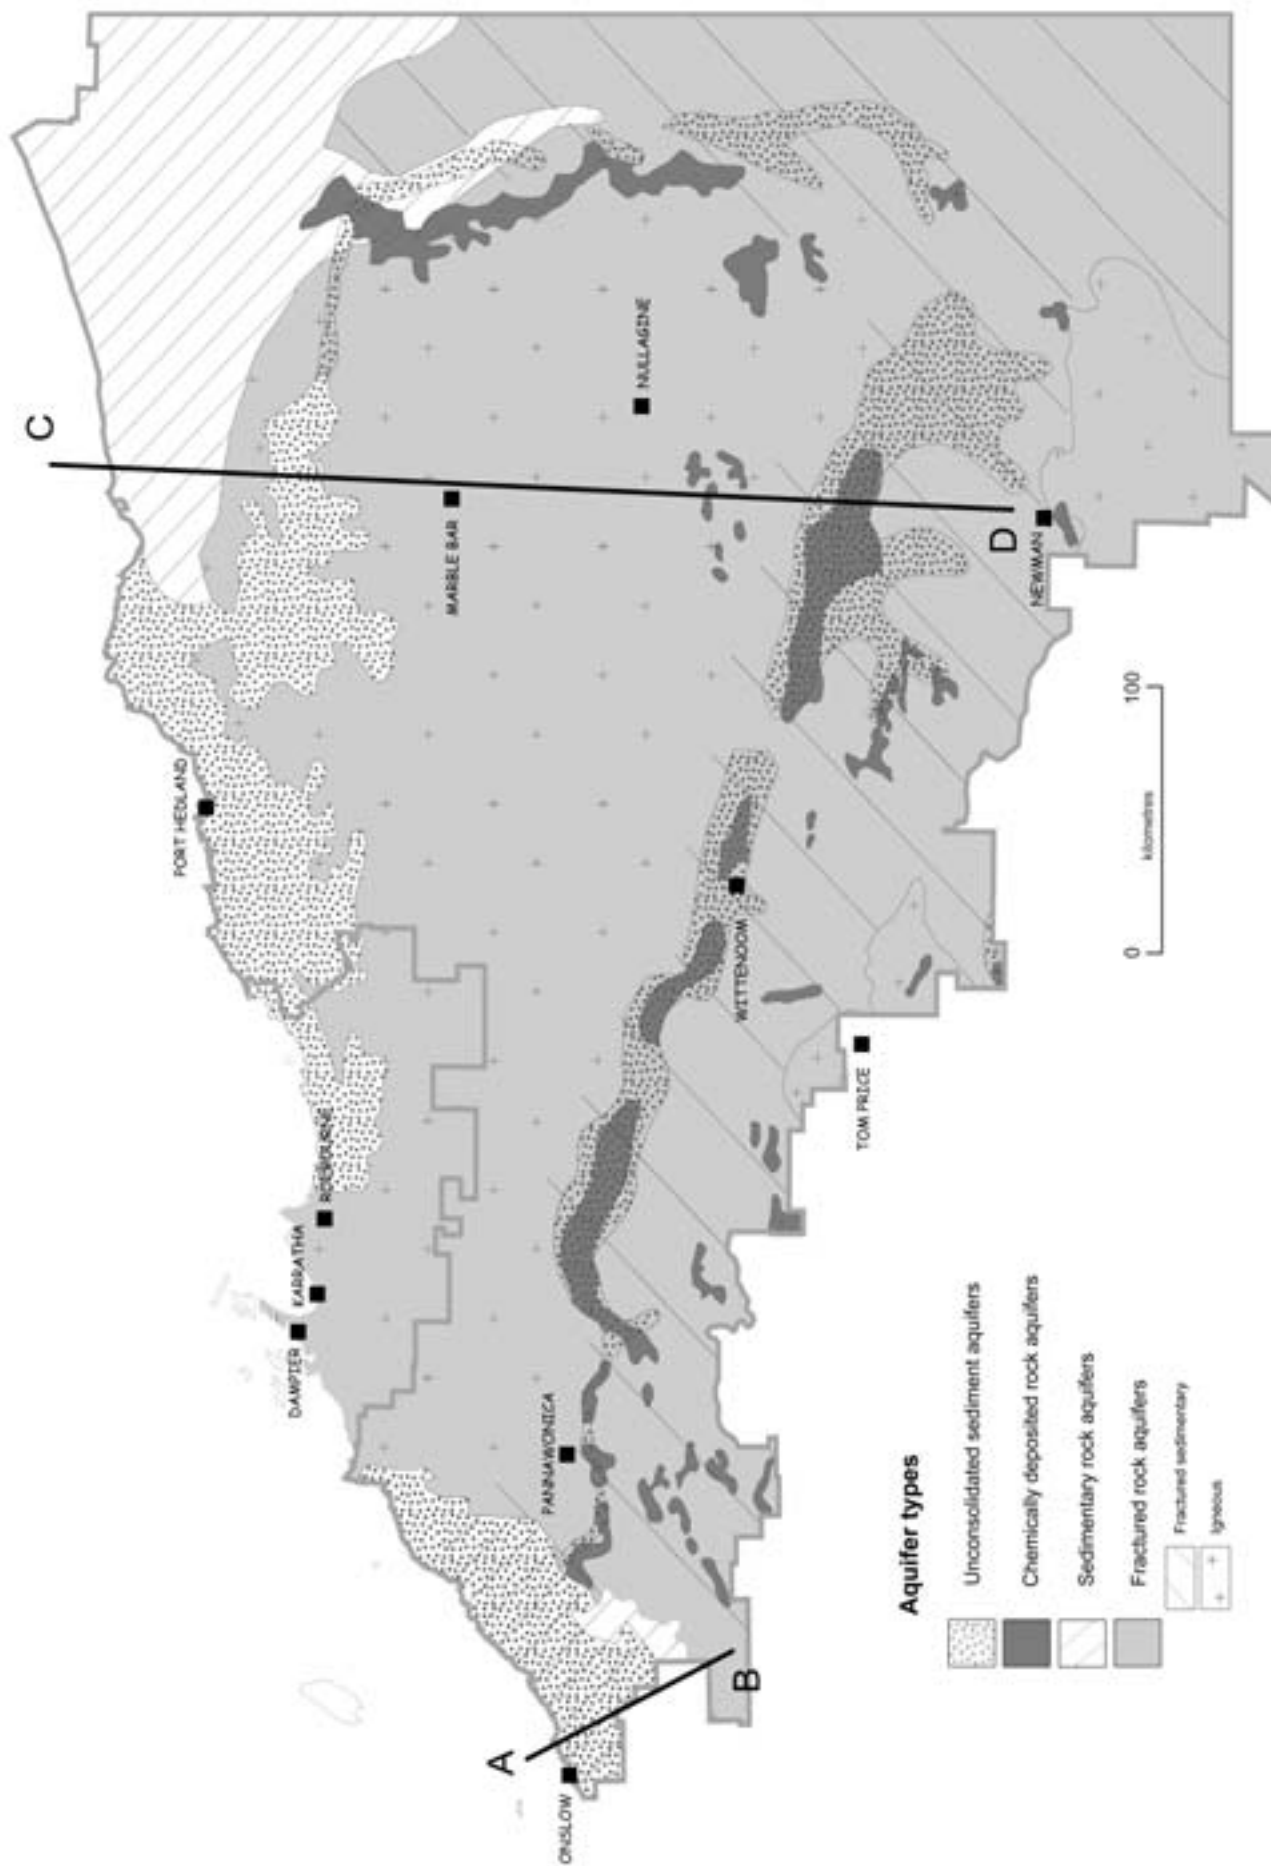 C
PORT HEDLAND
DAMPIER
KARRATHA
ROEBOURNE
MARBLE BAR
NULLAGINE
PANNAWONICA
WITTENOOM
A
ONSLOW
B
D
NEWMAN
TOM PRICE
0
100
kilometres
Aquifer types
Unconsolidated sediment aquifers
Chemically deposited rock aquifers
Sedimentary rock aquifers
Fractured rock aquifers
Fractured sedimentary
Igneous